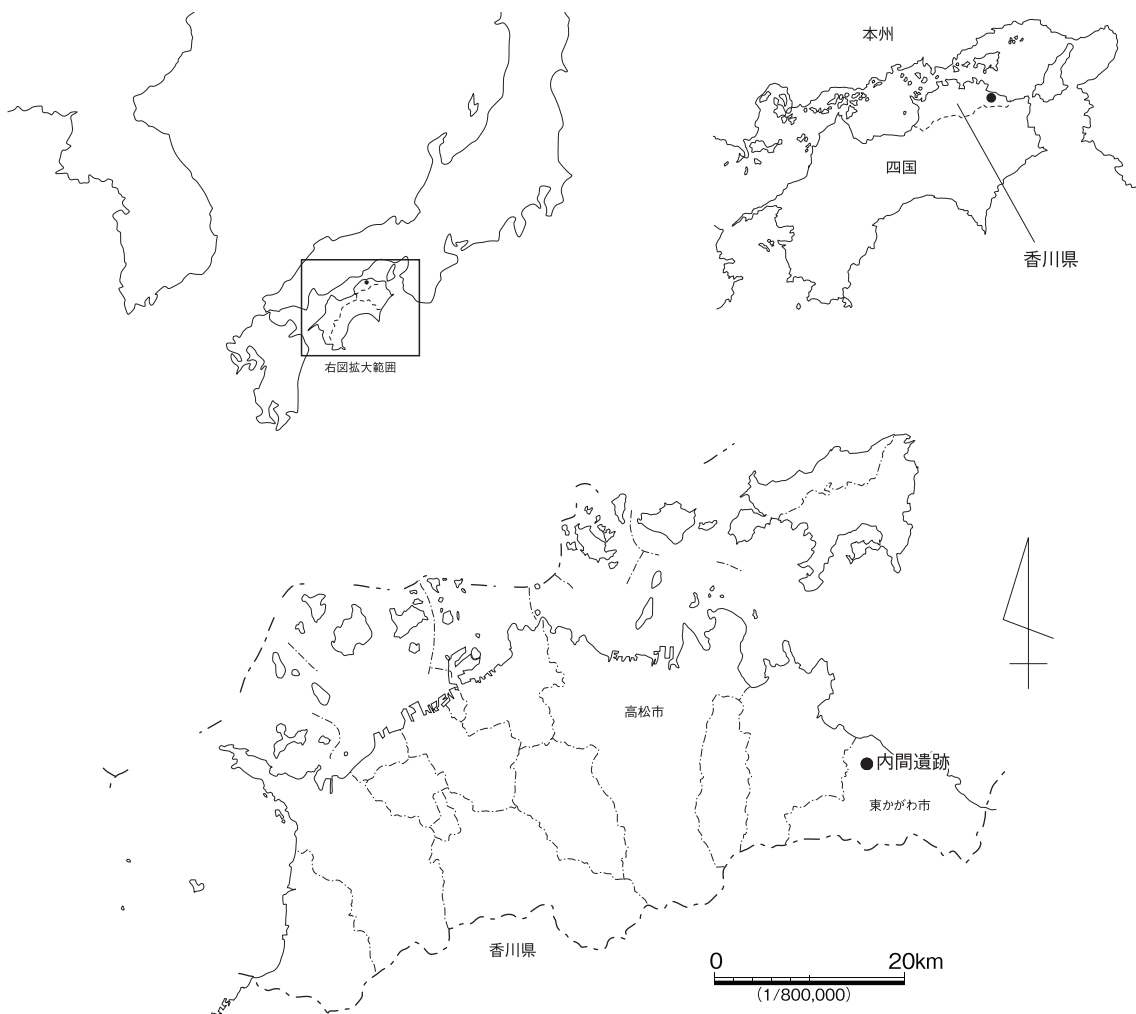 本州
四国
香川県
右図拡大範囲
高松市
内間遺跡
東かがわ市
香川県
0 20km
(1/800,000)